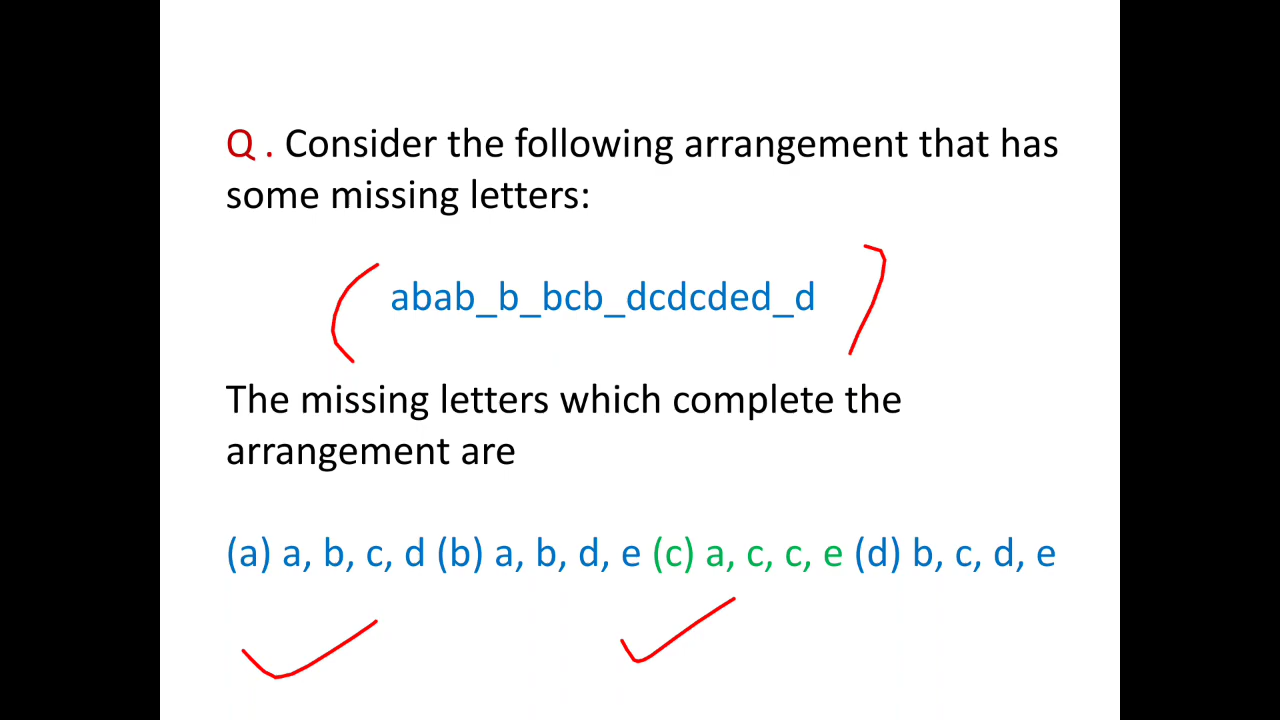 Q . Consider the following arrangement that has
some missing letters:
abab_b_bcb_dcdcded_d
The missing letters which complete the
arrangement are
(a) a, b, c, d (b) a, b, d, e (c) a, c, c, e (d) b, c, d, e